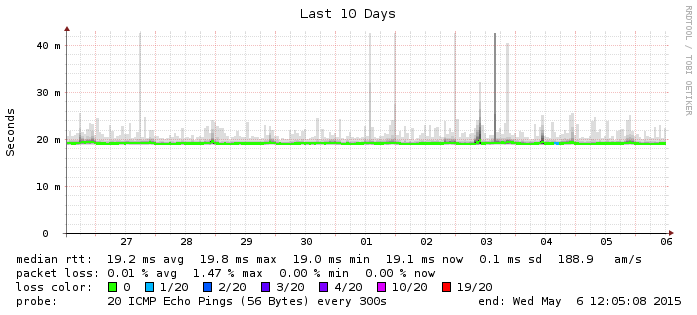 Last 10 Days
RRDTOOL / TOBI OETIKER
Seconds
40 m
30 m
20 m
10 m
0
27 28 29 30 01 02 03 04 05 06
median rtt: 19.2 ms avg 19.8 ms max 19.0 ms min 19.1 ms now 0.1 ms sd 188.9 am/s
packet loss: 0.01 % avg 1.47 % max 0.00 % min 0.00 % now
loss color: 0 1/20 2/20 3/20 4/20 10/20 19/20
probe: 20 ICMP Echo Pings (56 Bytes) every 300s end: Wed May 6 12:05:08 2015